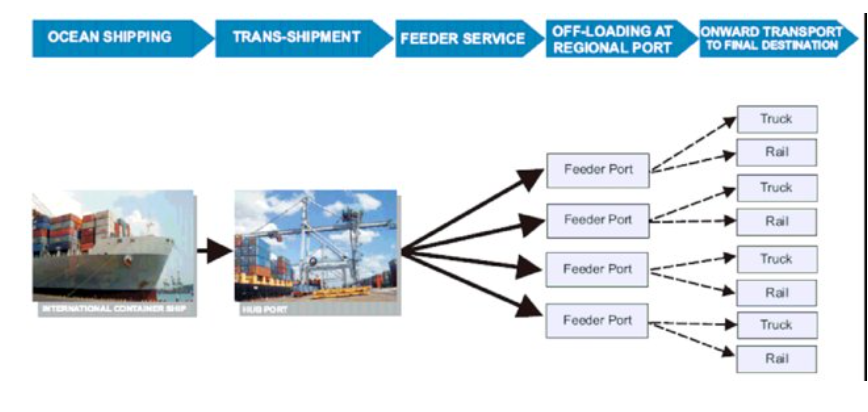 OCEAN SHIPPING
TRANS-SHIPMENT
FEEDER SERVICE
OFF-LOADING AT
REGIONAL PORT
ONWARD TRANSPORT
TO FINAL DESTINATION
INTERNATIONAL CONTAINER SHIP
HUB PORT
Feeder Port
Truck
Rail
Feeder Port
Truck
Rail
Feeder Port
Truck
Rail
Feeder Port
Truck
Rail